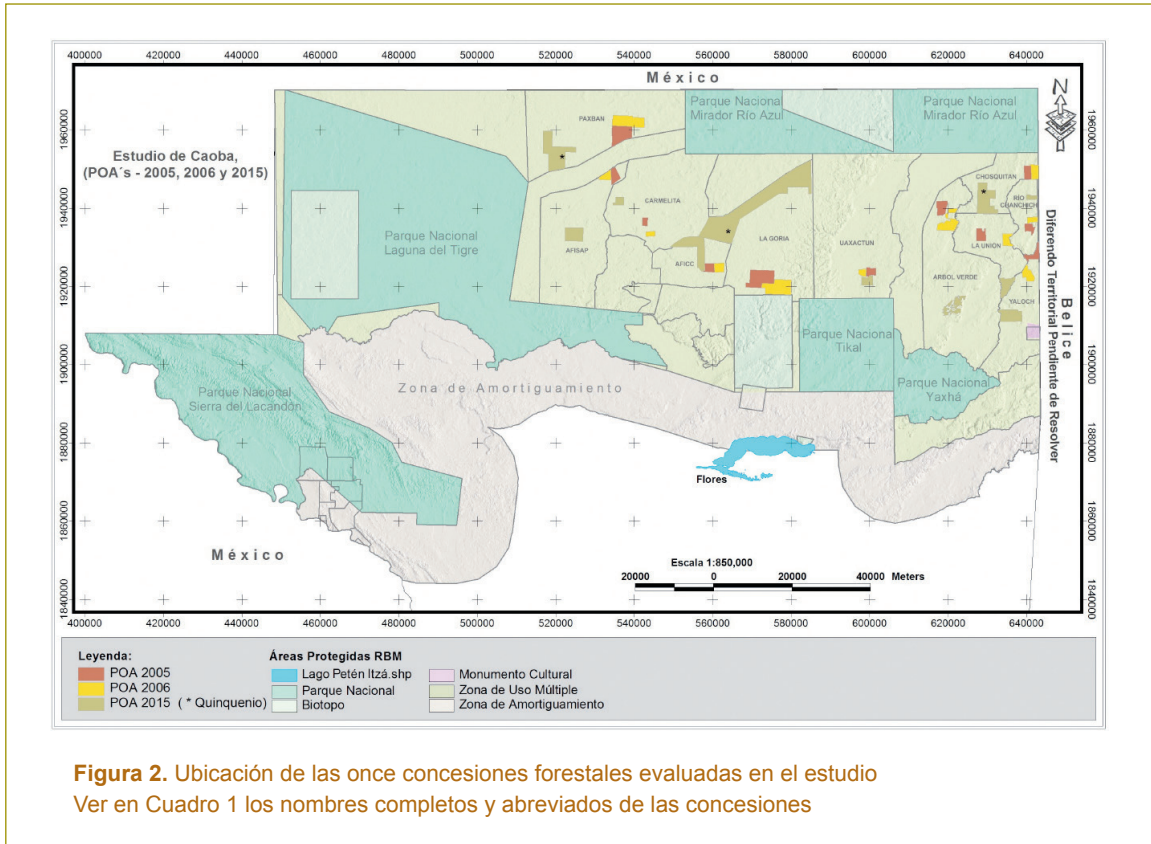 400000 420000 440000 460000 480000 500000 520000 540000 560000 580000 600000 620000 640000
México
N
Parque Nacional
Mirador Río Azul
Parque Nacional
Mirador Río Azul
1960000
1960000
PAXBAN
Estudio de Caoba,
(POA´s - 2005, 2006 y 2015)
*
CHOSQUITAN
*
RÍO
CHANCHICH
1940000
1940000
CARMELITA
Parque Nacional
Laguna del Tigre
*
AFISAP
LA GORIA
UAXACTUN
LA UNION
AFICC
ARBOL VERDE
1920000
1920000
YALOCH
Parque Nacional
Tikal
Diferendo Territorial Pendiente de Resolver
Belice
1900000
1900000
Zona de Amortiguamiento
Parque Nacional
Sierra del Lacandón
Parque Nacional
Yaxhá
1880000
1880000
Flores
1860000
1860000
México
Escala 1:850,000
20000 0 20000 40000 Meters
1840000
1840000
400000 420000 440000 460000 480000 500000 520000 540000 560000 580000 600000 620000 640000
Leyenda:
POA 2005
POA 2006
POA 2015 ( * Quinquenio)
Áreas Protegidas RBM
Lago Petén Itzá.shp
Parque Nacional
Biotopo
Monumento Cultural
Zona de Uso Múltiple
Zona de Amortiguamiento
Figura 2. Ubicación de las once concesiones forestales evaluadas en el estudio
Ver en Cuadro 1 los nombres completos y abreviados de las concesiones